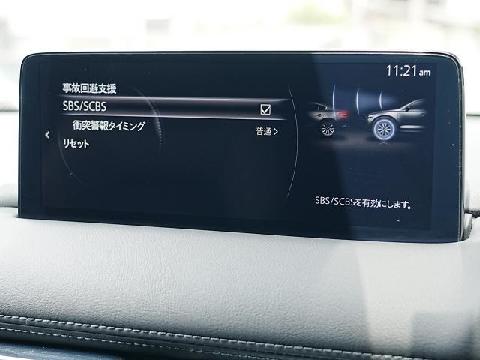 11:21am
事故回避支援
SBS/SCBS
衝突警報タイミング 普通 >
リセット
SBS/SCBSを有効にします。